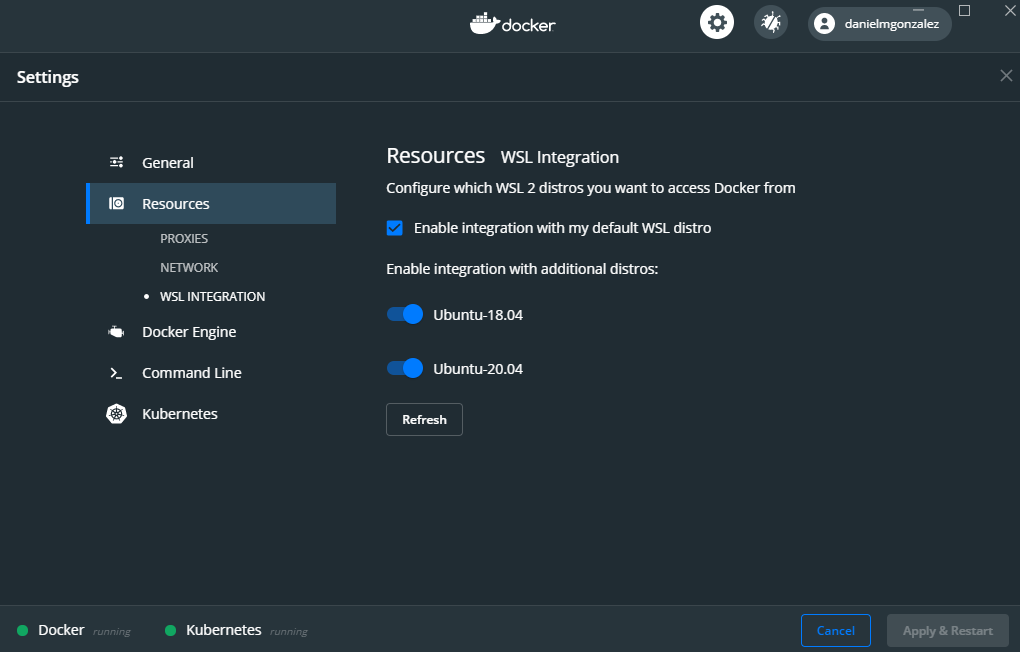 docker
danielmgonzalez
Settings
General
Resources
PROXIES
NETWORK
WSL INTEGRATION
Docker Engine
Command Line
Kubernetes
Resources WSL Integration
Configure which WSL 2 distros you want to access Docker from
Enable integration with my default WSL distro
Enable integration with additional distros:
Ubuntu-18.04
Ubuntu-20.04
Refresh
Docker running Kubernetes running
Cancel Apply & Restart